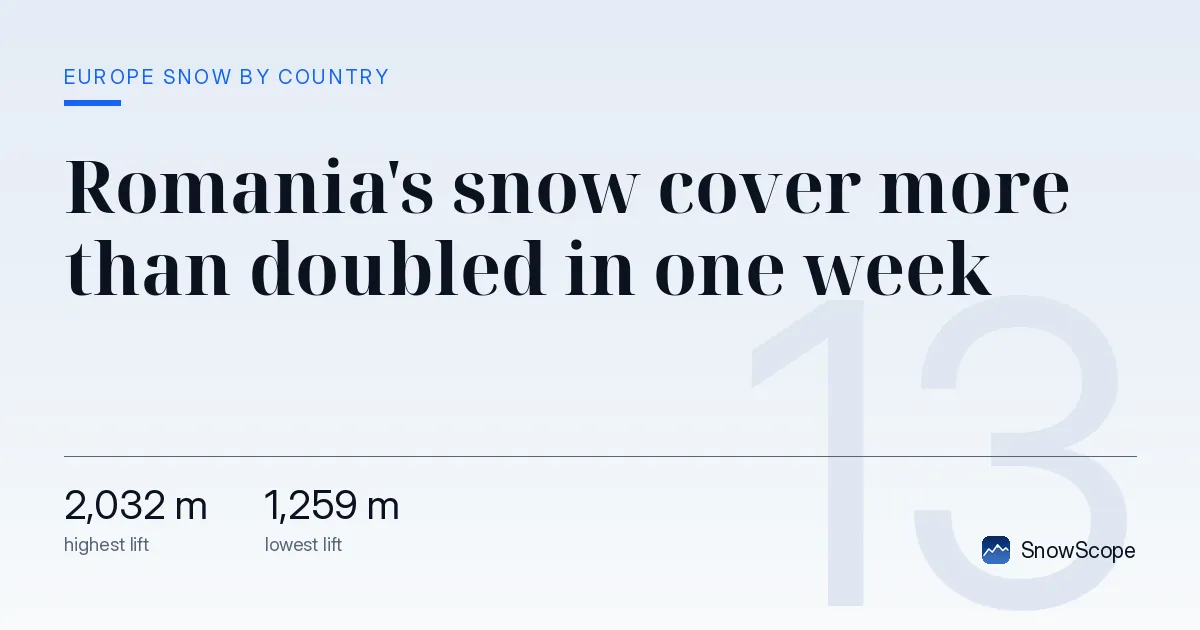 EUROPE SNOW BY COUNTRY
Romania's snow cover more
than doubled in one week
13
2,032 m 1,259 m
highest lift lowest lift
SnowScope